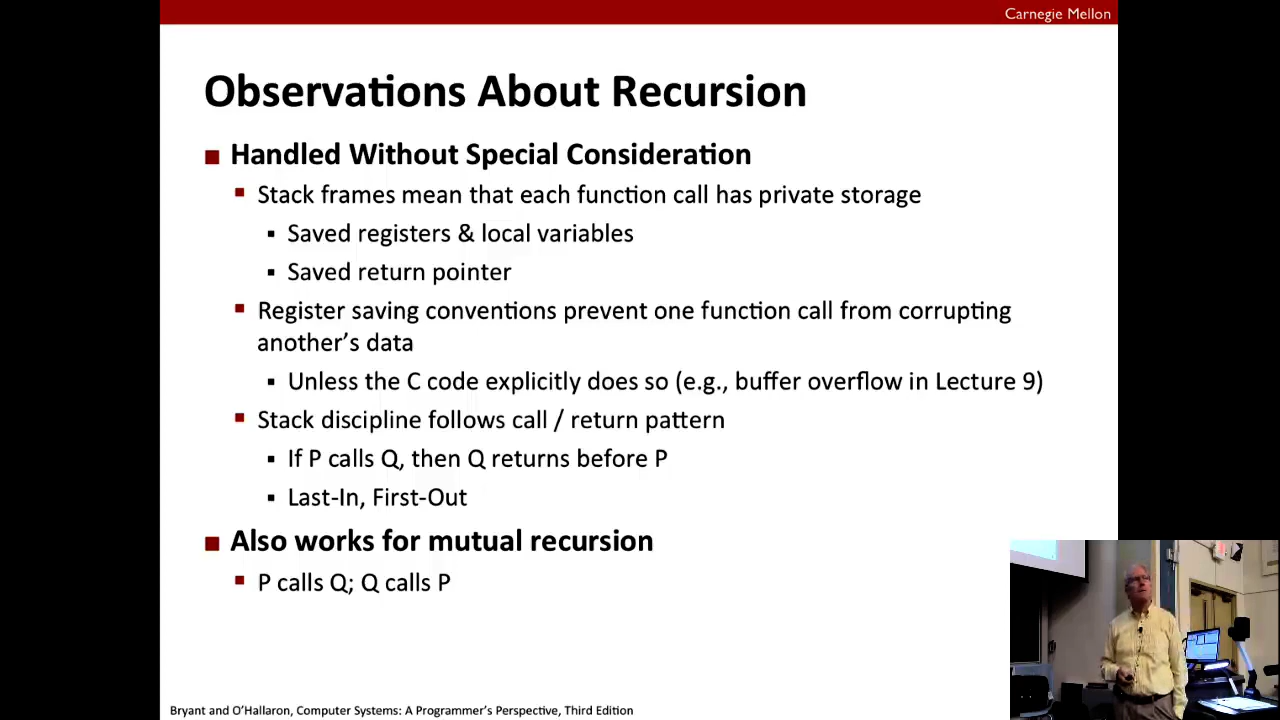 Carnegie Mellon
Observations About Recursion
Handled Without Special Consideration
Stack frames mean that each function call has private storage
Saved registers & local variables
Saved return pointer
Register saving conventions prevent one function call from corrupting
another's data
Unless the C code explicitly does so (e.g., buffer overflow in Lecture 9)
Stack discipline follows call / return pattern
If P calls Q, then Q returns before P
Last-In, First-Out
Also works for mutual recursion
P calls Q; Q calls P
Bryant and O'Hallaron, Computer Systems: A Programmer's Perspective, Third Edition